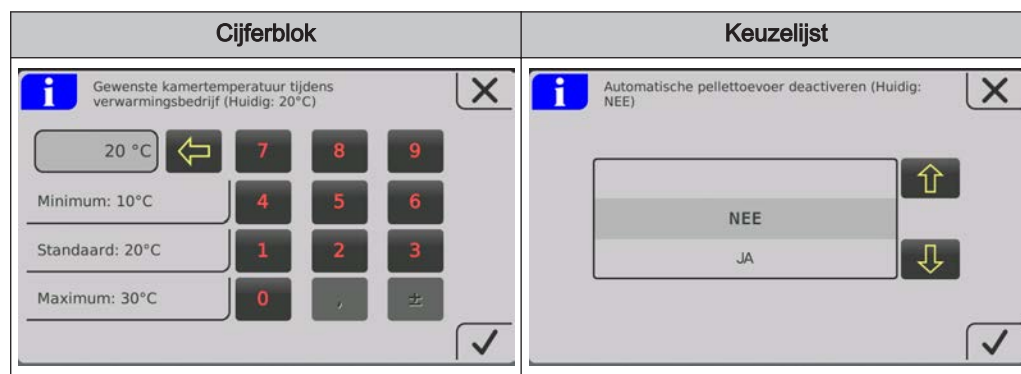 Cijferblok
Keuzelijst
i
Gewenste kamertemperatuur tijdens
verwarmingsbedrijf (Huidig: 20°C)
20 °C
7 8 9
Minimum: 10°C
4 5 6
Standaard: 20°C
1 2 3
Maximum: 30°C
0 , ±
i
Automatische pellettoevoer deactiveren (Huidig:
NEE)
NEE
JA